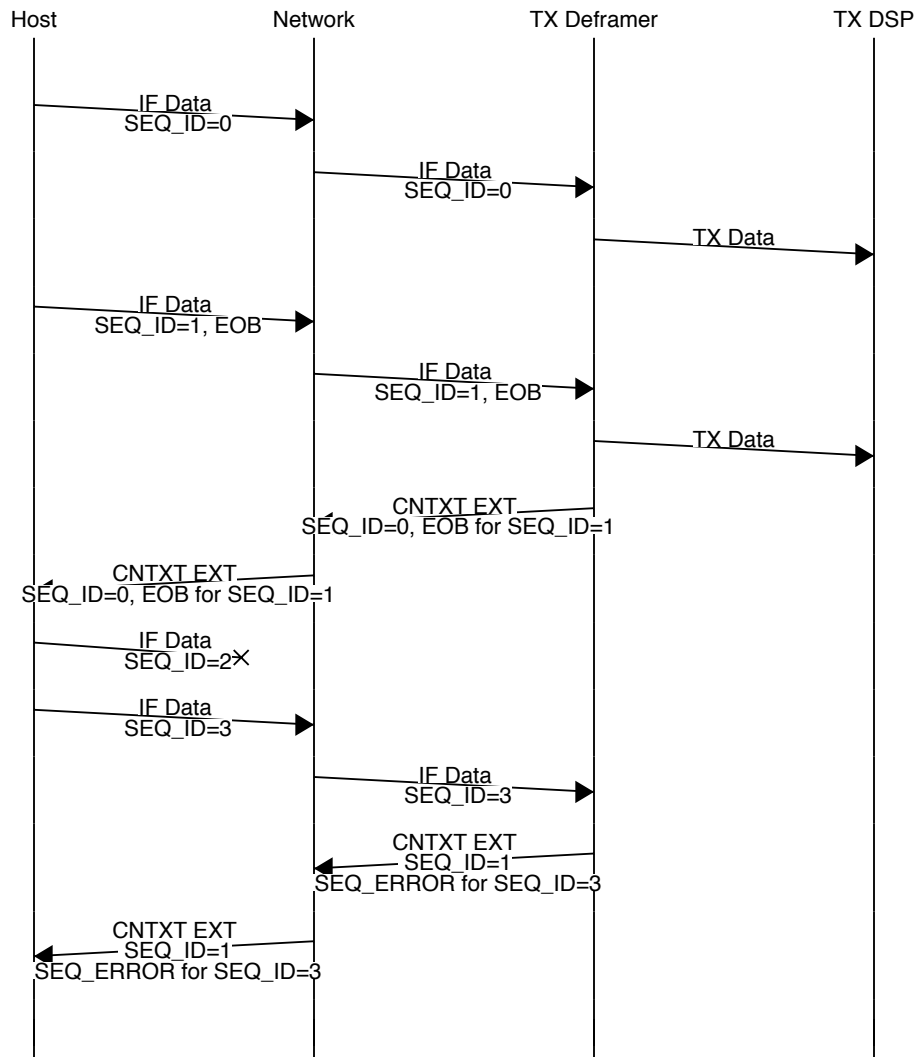 Host
Network
TX Deframer
TX DSP
IF Data
SEQ_ID=0
IF Data
SEQ_ID=0
TX Data
IF Data
SEQ_ID=1, EOB
IF Data
SEQ_ID=1, EOB
TX Data
CNTXT EXT
SEQ_ID=0, EOB for SEQ_ID=1
CNTXT EXT
SEQ_ID=0, EOB for SEQ_ID=1
IF Data
SEQ_ID=2
IF Data
SEQ_ID=3
IF Data
SEQ_ID=3
CNTXT EXT
SEQ_ID=1
SEQ_ERROR for SEQ_ID=3
CNTXT EXT
SEQ_ID=1
SEQ_ERROR for SEQ_ID=3